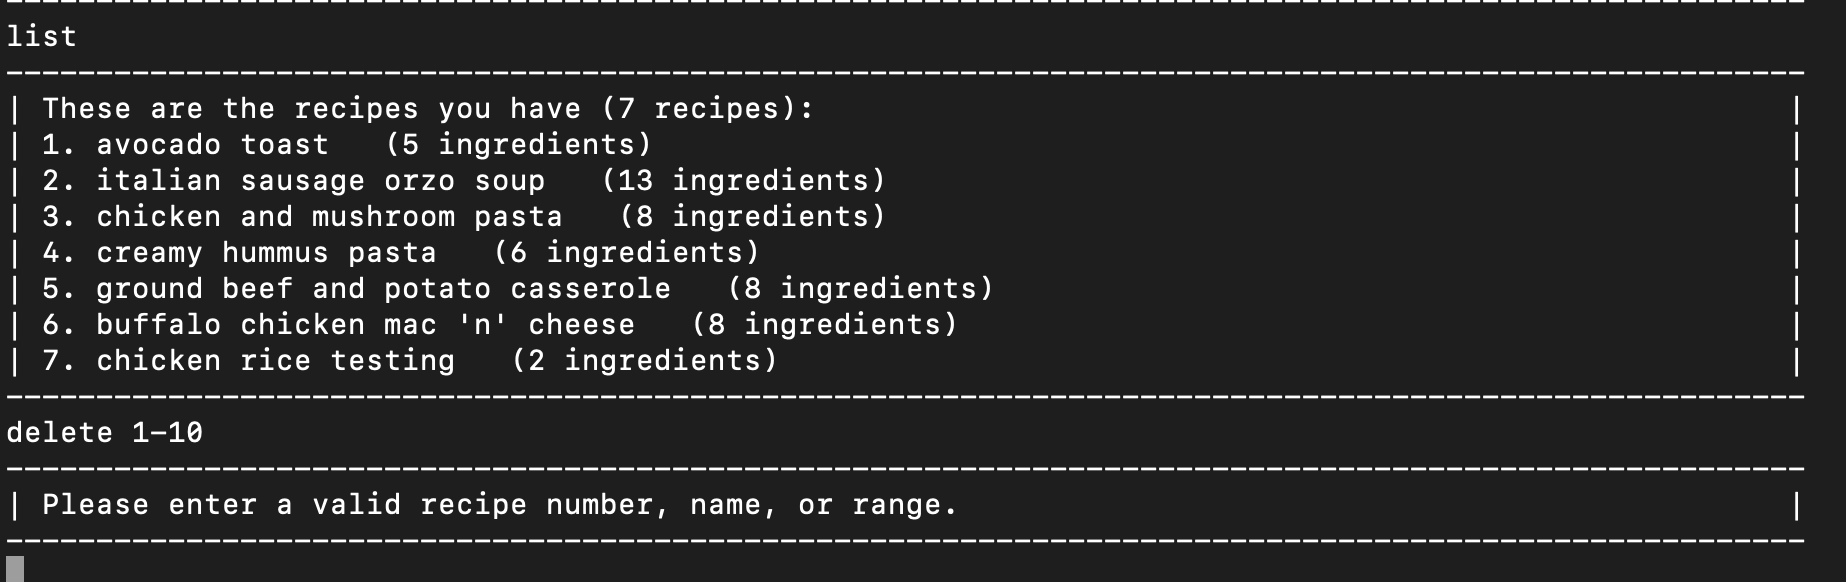 list
| These are the recipes you have (7 recipes): |
| 1. avocado toast   (5 ingredients) |
| 2. italian sausage orzo soup   (13 ingredients) |
| 3. chicken and mushroom pasta   (8 ingredients) |
| 4. creamy hummus pasta   (6 ingredients) |
| 5. ground beef and potato casserole   (8 ingredients) |
| 6. buffalo chicken mac 'n' cheese   (8 ingredients) |
| 7. chicken rice testing   (2 ingredients) |
delete 1-10
| Please enter a valid recipe number, name, or range. |